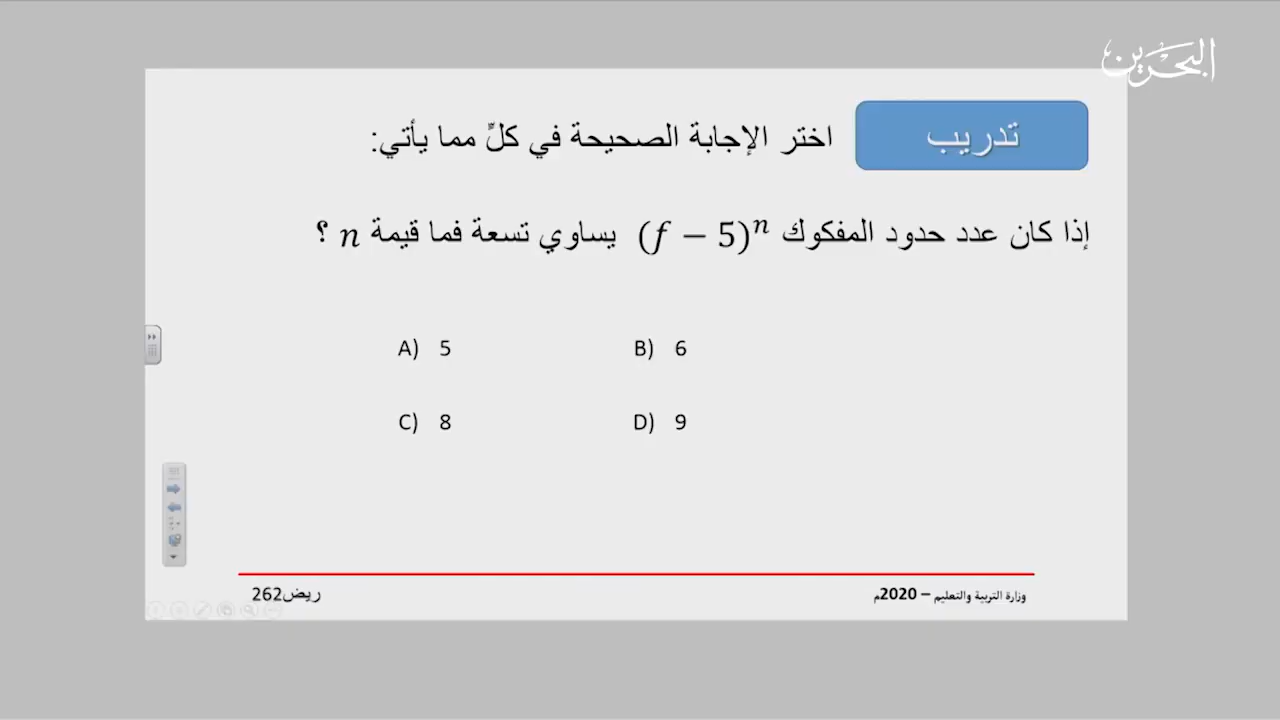 البحرين
تدريب اختر الإجابة الصحيحة في كلٍّ مما يأتي:
إذا كان عدد حدود المفكوك (f − 5)ⁿ يساوي تسعة فما قيمة n ؟
A) 5 B) 6
C) 8 D) 9
وزارة التربية والتعليم – 2020م ريض262